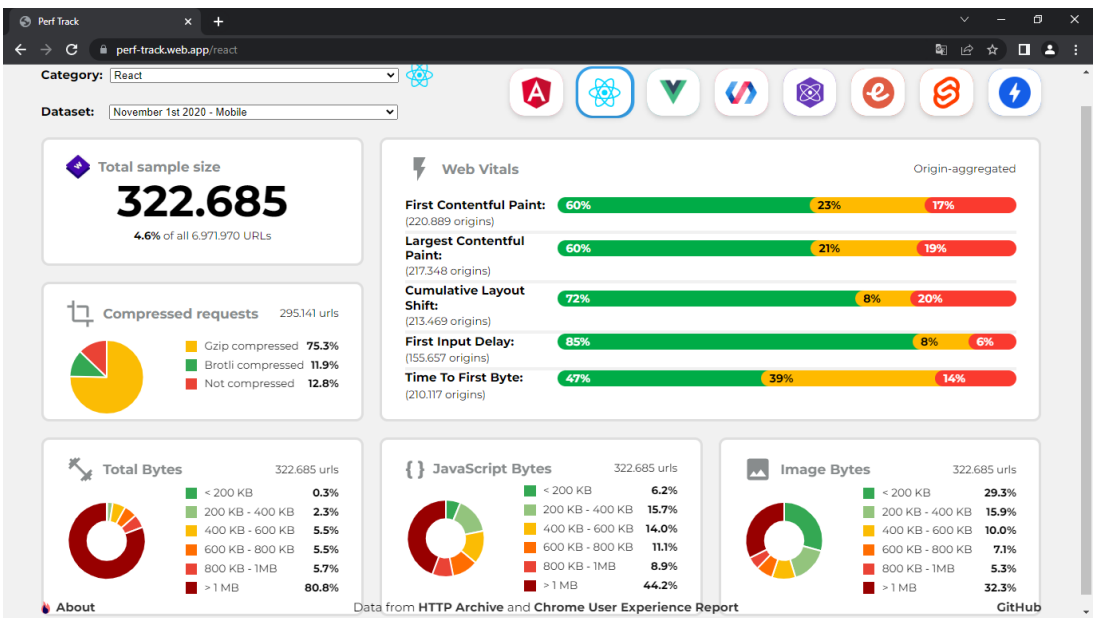 Perf Track
perf-track.web.app/react
Category: React
Dataset: November 1st 2020 - Mobile
Total sample size
322.685
4.6% of all 6.971.970 URLs
Web Vitals Origin-aggregated
First Contentful Paint: 60% 23% 17%
(220.889 origins)
Largest Contentful
Paint: 60% 21% 19%
(217.348 origins)
Cumulative Layout
Shift: 72% 8% 20%
(213.469 origins)
First Input Delay: 85% 8% 6%
(155.657 origins)
Time To First Byte: 47% 39% 14%
(210.117 origins)
Compressed requests 295.141 urls
Gzip compressed 75.3%
Brotli compressed 11.9%
Not compressed 12.8%
Total Bytes 322.685 urls
< 200 KB 0.3%
200 KB - 400 KB 2.3%
400 KB - 600 KB 5.5%
600 KB - 800 KB 5.5%
800 KB - 1MB 5.7%
> 1 MB 80.8%
{ } JavaScript Bytes 322.685 urls
< 200 KB 6.2%
200 KB - 400 KB 15.7%
400 KB - 600 KB 14.0%
600 KB - 800 KB 11.1%
800 KB - 1MB 8.9%
> 1 MB 44.2%
Image Bytes 322.685 urls
< 200 KB 29.3%
200 KB - 400 KB 15.9%
400 KB - 600 KB 10.0%
600 KB - 800 KB 7.1%
800 KB - 1MB 5.3%
> 1 MB 32.3%
About Data from HTTP Archive and Chrome User Experience Report GitHub